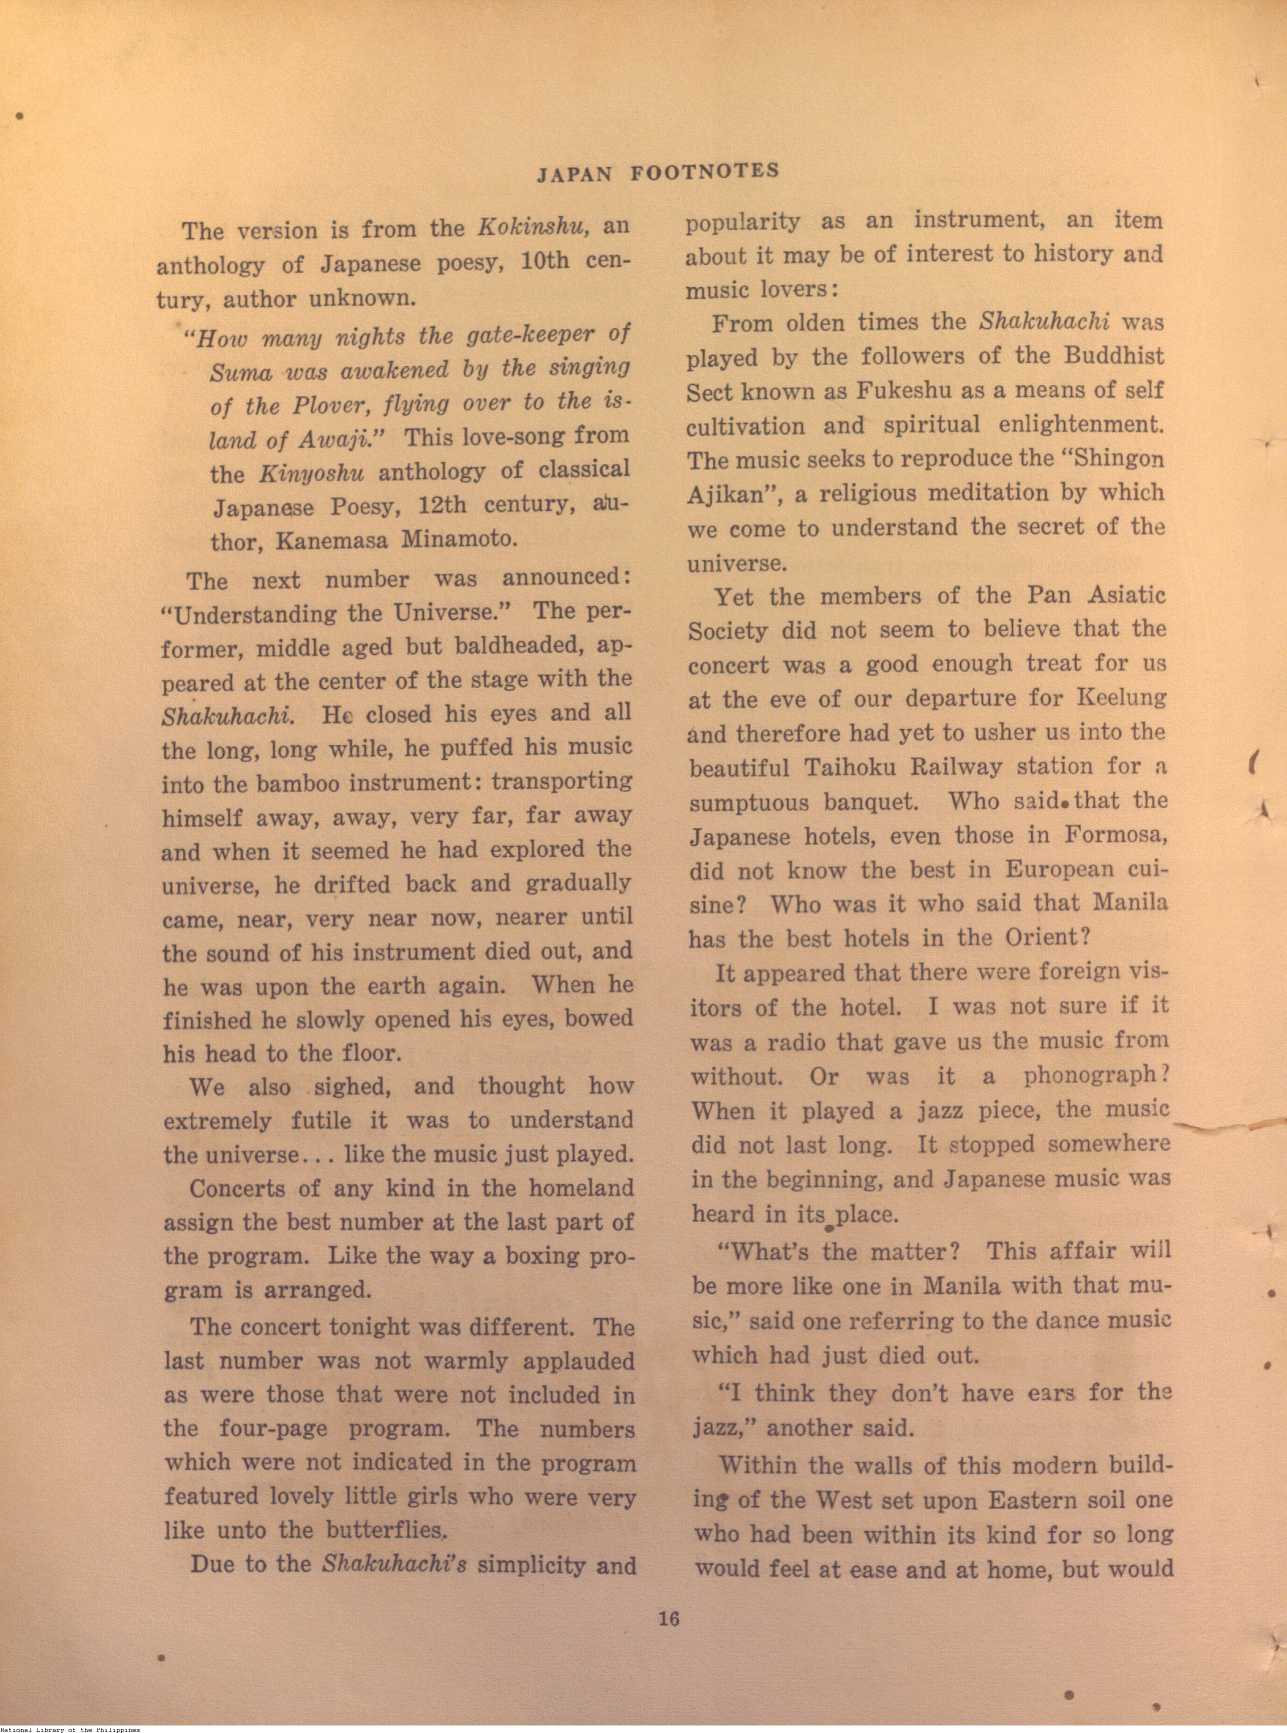 JAPAN FOOTNOTES
The version is from the Kokinshu, an
anthology of Japanese poesy, 10th cen-
tury, author unknown.
"How many nights the gate-keeper of
Suma was awakened by the singing
of the Plover, flying over to the is-
land of Awaji." This love-song from
the Kinyoshu anthology of classical
Japanese Poesy, 12th century, au-
thor, Kanemasa Minamoto.
The next number was announced:
"Understanding the Universe." The per-
former, middle aged but baldheaded, ap-
peared at the center of the stage with the
Shakuhachi. He closed his eyes and all
the long, long while, he puffed his music
into the bamboo instrument: transporting
himself away, away, very far, far away
and when it seemed he had explored the
universe, he drifted back and gradually
came, near, very near now, nearer until
the sound of his instrument died out, and
he was upon the earth again. When he
finished he slowly opened his eyes, bowed
his head to the floor.
We also sighed, and thought how
extremely futile it was to understand
the universe... like the music just played.
Concerts of any kind in the homeland
assign the best number at the last part of
the program. Like the way a boxing pro-
gram is arranged.
The concert tonight was different. The
last number was not warmly applauded
as were those that were not included in
the four-page program. The numbers
which were not indicated in the program
featured lovely little girls who were very
like unto the butterflies.
Due to the Shakuhachi's simplicity and
popularity as an instrument, an item
about it may be of interest to history and
music lovers:
From olden times the Shakuhachi was
played by the followers of the Buddhist
Sect known as Fukeshu as a means of self
cultivation and spiritual enlightenment.
The music seeks to reproduce the "Shingon
Ajikan", a religious meditation by which
we come to understand the secret of the
universe.
Yet the members of the Pan Asiatic
Society did not seem to believe that the
concert was a good enough treat for us
at the eve of our departure for Keelung
and therefore had yet to usher us into the
beautiful Taihoku Railway station for a
sumptuous banquet. Who said that the
Japanese hotels, even those in Formosa,
did not know the best in European cui-
sine? Who was it who said that Manila
has the best hotels in the Orient?
It appeared that there were foreign vis-
itors of the hotel. I was not sure if it
was a radio that gave us the music from
without. Or was it a phonograph?
When it played a jazz piece, the music
did not last long. It stopped somewhere
in the beginning, and Japanese music was
heard in its place.
"What's the matter? This affair will
be more like one in Manila with that mu-
sic," said one referring to the dance music
which had just died out.
"I think they don't have ears for the
jazz," another said.
Within the walls of this modern build-
ing of the West set upon Eastern soil one
who had been within its kind for so long
would feel at ease and at home, but would
16
National Library of the Philippines